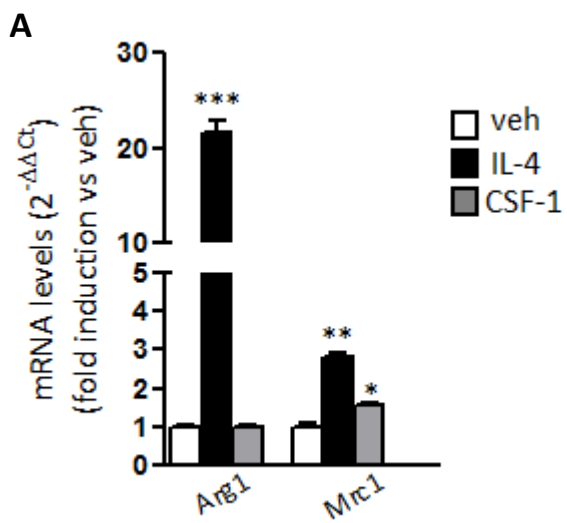 A
mRNA levels (2^-ΔΔCt)
(fold induction vs veh)
30
20
10
5
4
3
2
1
0
***
**
*
Arg1
Mrc1
veh
IL-4
CSF-1